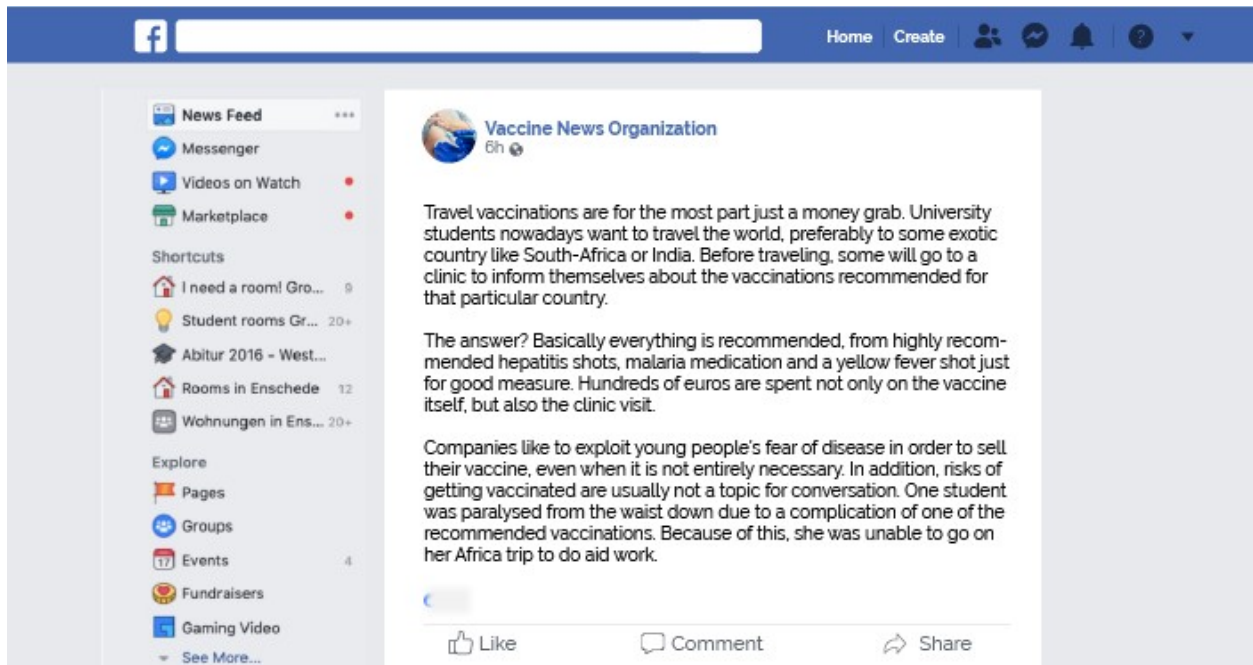 f
Home
Create
News Feed
Messenger
Videos on Watch
Marketplace
Shortcuts
I need a room! Gro... 9
Student rooms Gr... 20+
Abitur 2016 - West...
Rooms in Enschede 12
Wohnungen in Ens... 20+
Explore
Pages
Groups
17 Events 4
Fundraisers
Gaming Video
See More...
Vaccine News Organization
6h
Travel vaccinations are for the most part just a money grab. University
students nowadays want to travel the world, preferably to some exotic
country like South-Africa or India. Before traveling, some will go to a
clinic to inform themselves about the vaccinations recommended for
that particular country.
The answer? Basically everything is recommended, from highly recom-
mended hepatitis shots, malaria medication and a yellow fever shot just
for good measure. Hundreds of euros are spent not only on the vaccine
itself, but also the clinic visit.
Companies like to exploit young people's fear of disease in order to sell
their vaccine, even when it is not entirely necessary. In addition, risks of
getting vaccinated are usually not a topic for conversation. One student
was paralysed from the waist down due to a complication of one of the
recommended vaccinations. Because of this, she was unable to go on
her Africa trip to do aid work.
Like
Comment
Share